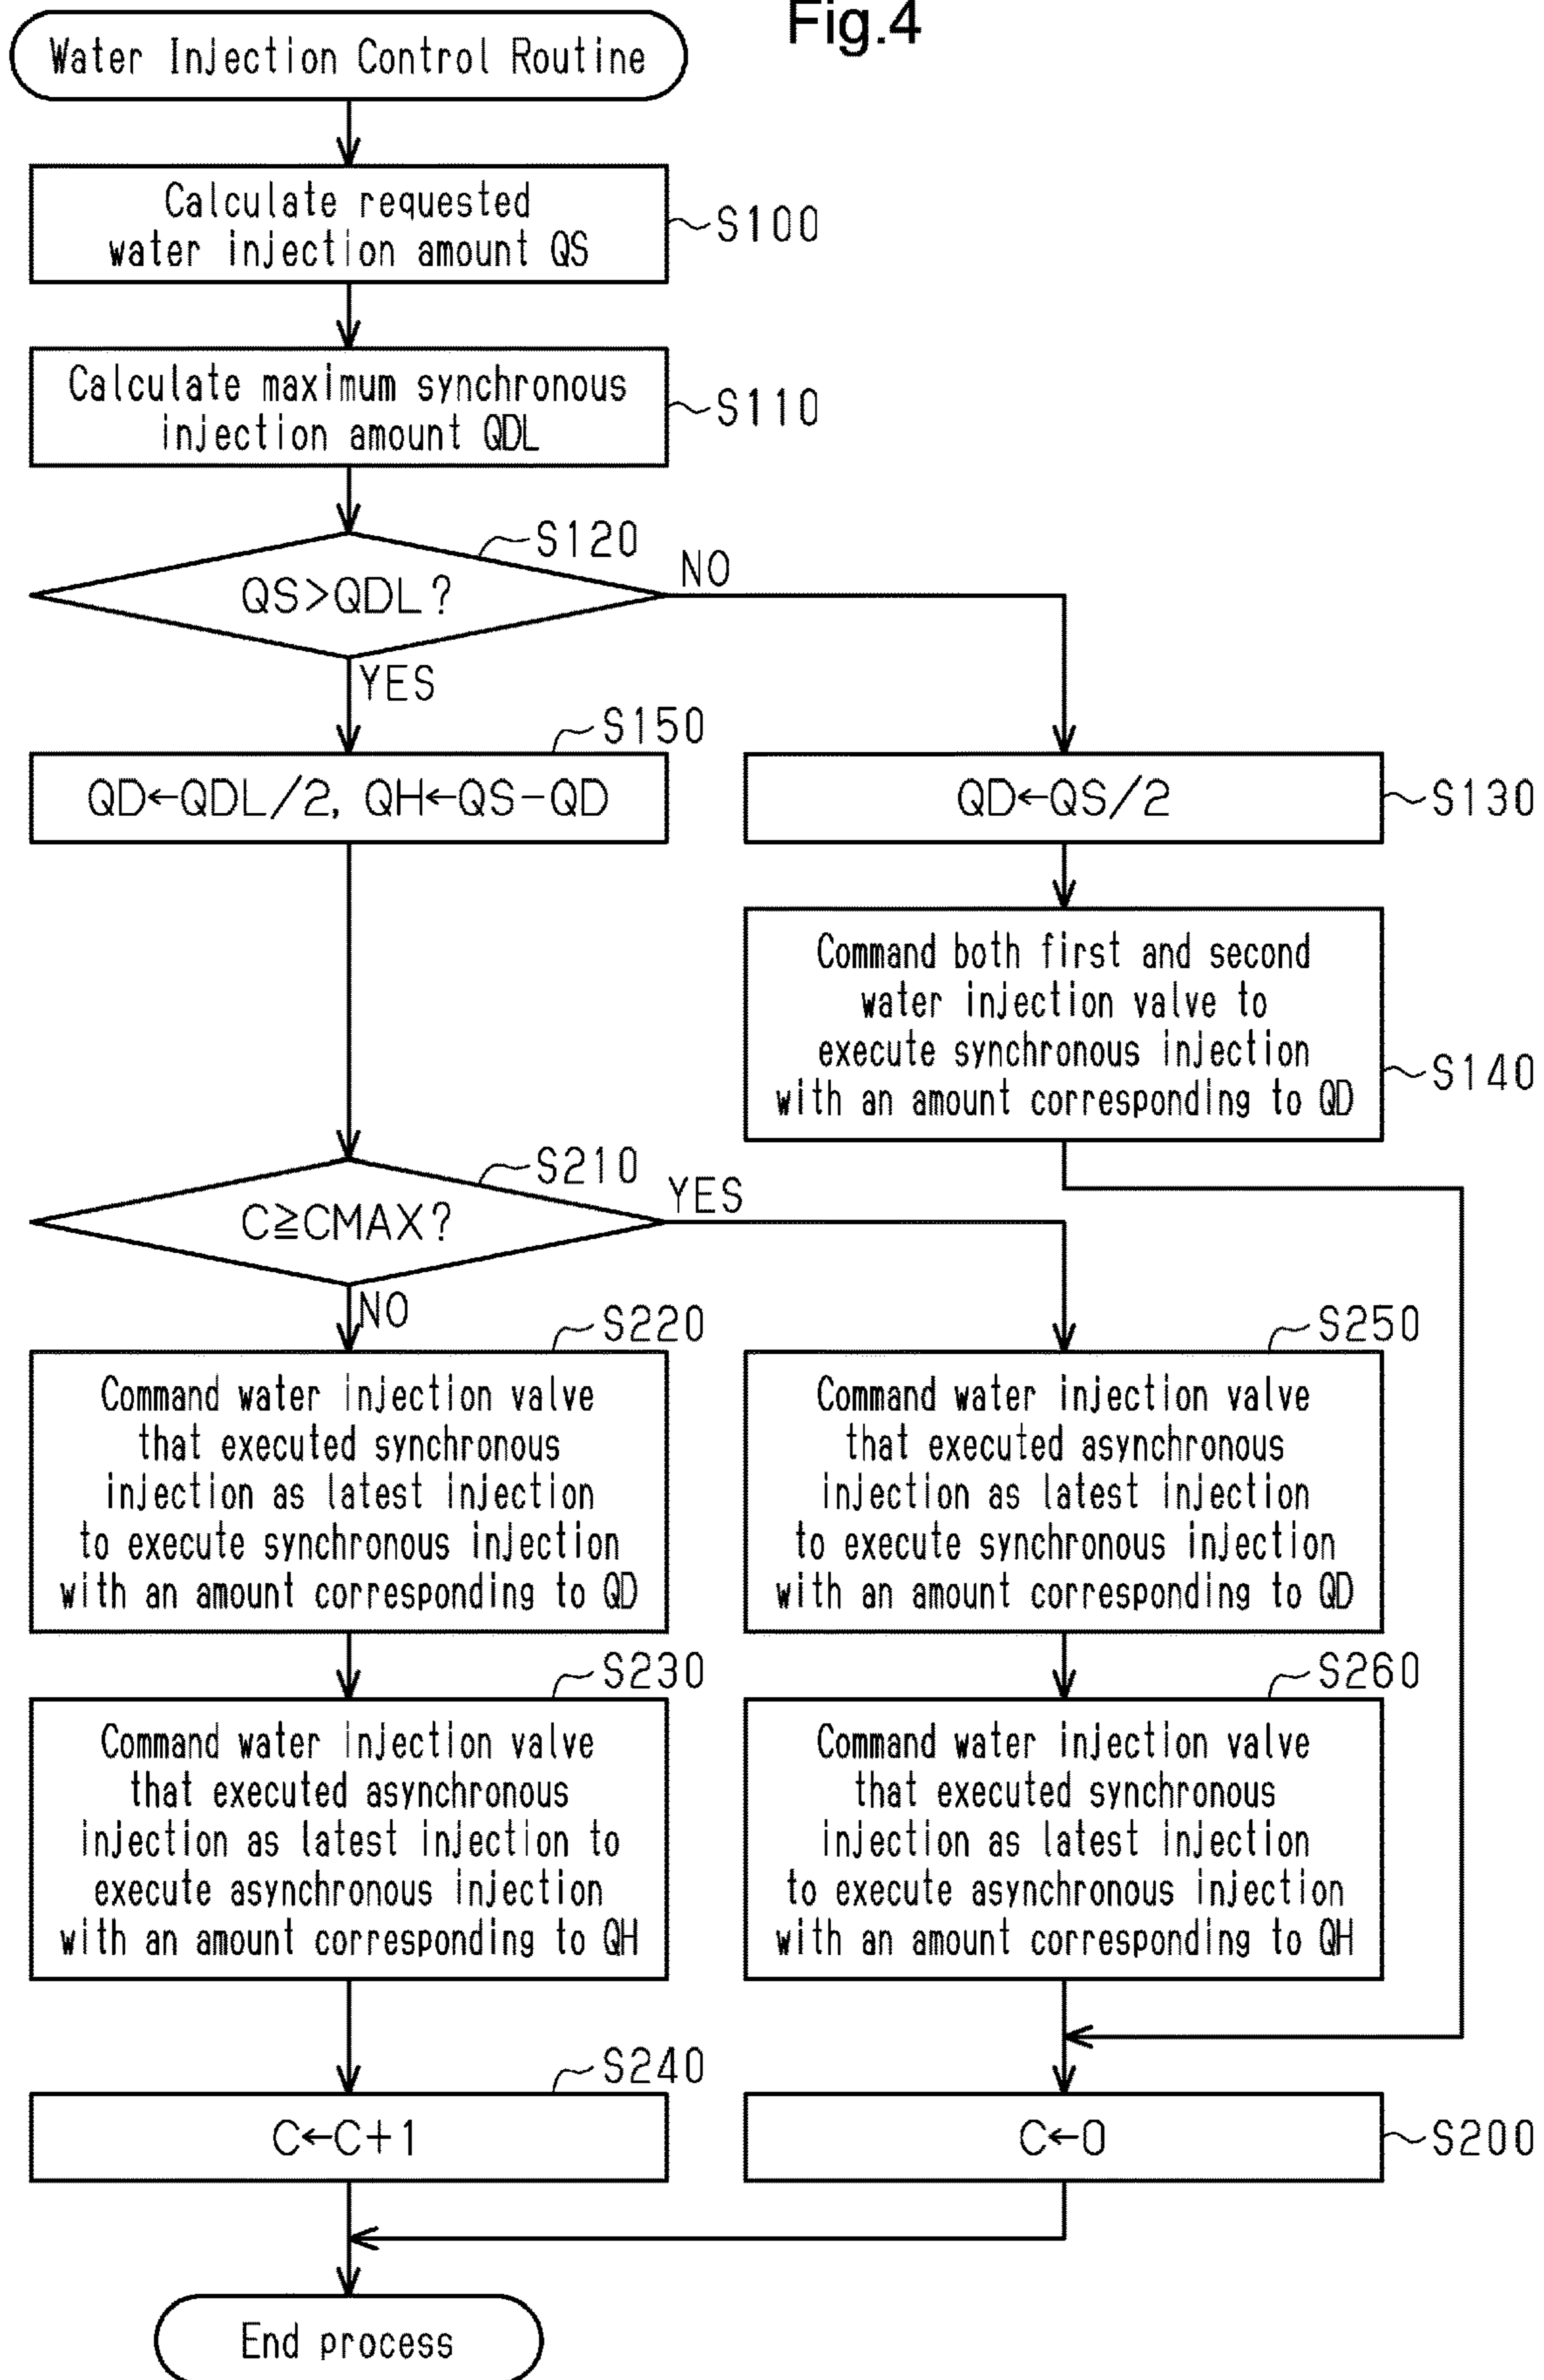 Fig.4
Water Injection Control Routine
Calculate requested
water injection amount QS
S100
Calculate maximum synchronous
injection amount QDL
S110
S120
QS>QDL?
NO
YES
S150
QD←QDL/2, QH←QS−QD
QD←QS/2
S130
Command both first and second
water injection valve to
execute synchronous injection
with an amount corresponding to QD
S140
S210
C≧CMAX?
YES
NO
S220
Command water injection valve
that executed synchronous
injection as latest injection
to execute synchronous injection
with an amount corresponding to QD
S250
Command water injection valve
that executed asynchronous
injection as latest injection
to execute synchronous injection
with an amount corresponding to QD
S230
Command water injection valve
that executed asynchronous
injection as latest injection to
execute asynchronous injection
with an amount corresponding to QH
S260
Command water injection valve
that executed synchronous
injection as latest injection
to execute asynchronous injection
with an amount corresponding to QH
S240
C←C+1
C←0
S200
End process